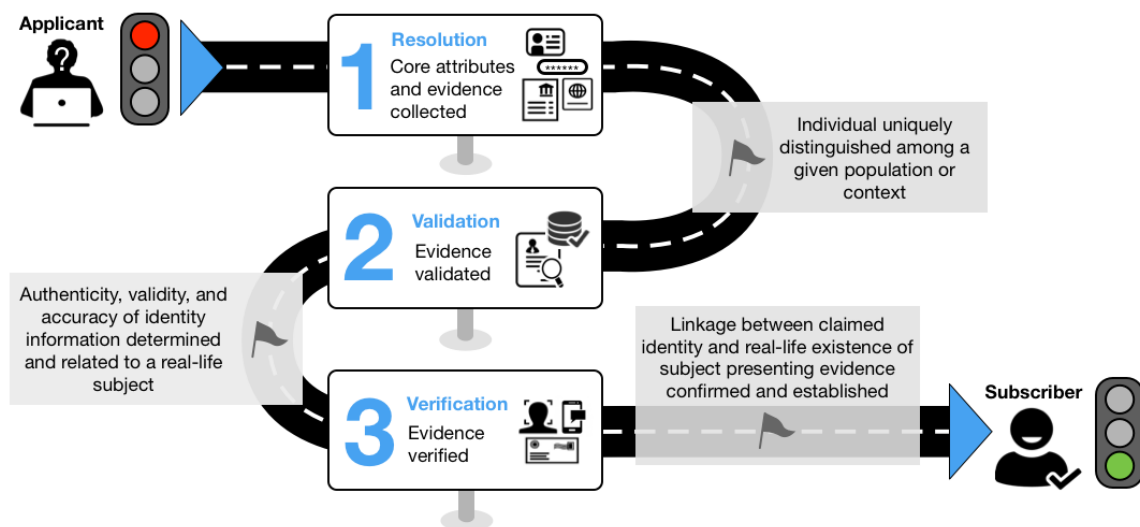 Applicant
1
Resolution
Core attributes
and evidence
collected
******
Individual uniquely
distinguished among a
given population or
context
2
Validation
Evidence
validated
Authenticity, validity, and
accuracy of identity
information determined
and related to a real-life
subject
3
Verification
Evidence
verified
Linkage between claimed
identity and real-life existence of
subject presenting evidence
confirmed and established
Subscriber
?